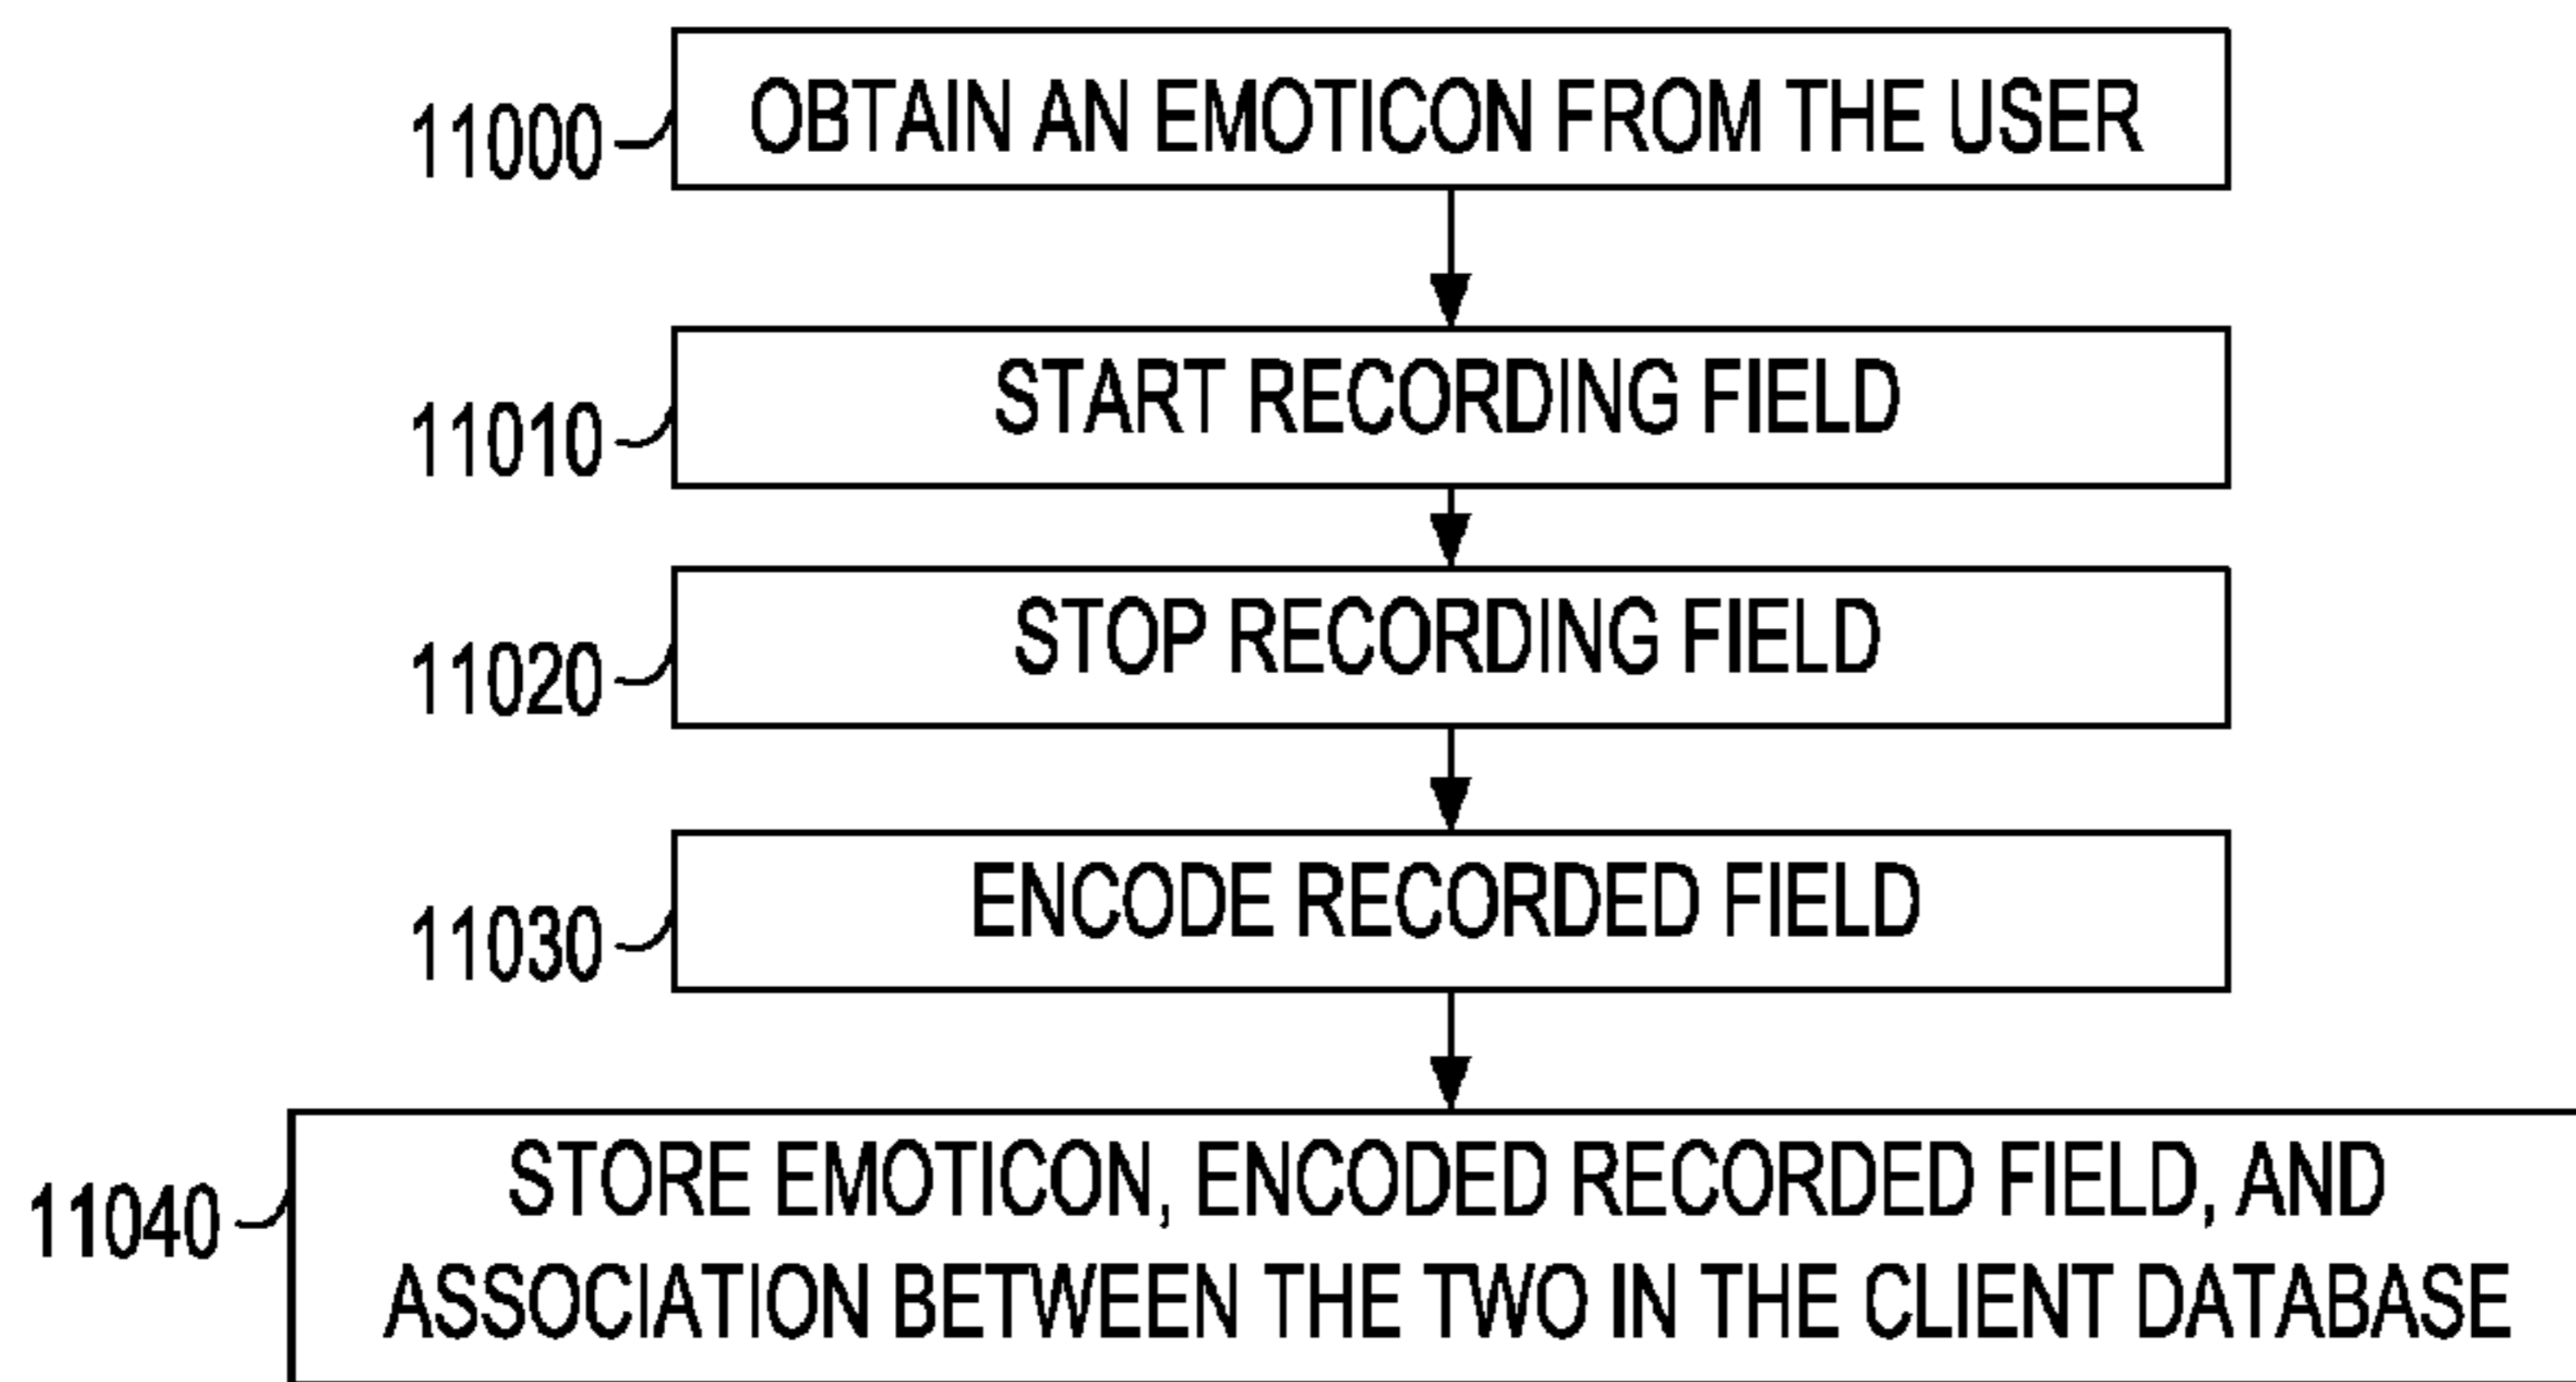 11000
OBTAIN AN EMOTICON FROM THE USER
11010
START RECORDING FIELD
11020
STOP RECORDING FIELD
11030
ENCODE RECORDED FIELD
11040
STORE EMOTICON, ENCODED RECORDED FIELD, AND
ASSOCIATION BETWEEN THE TWO IN THE CLIENT DATABASE